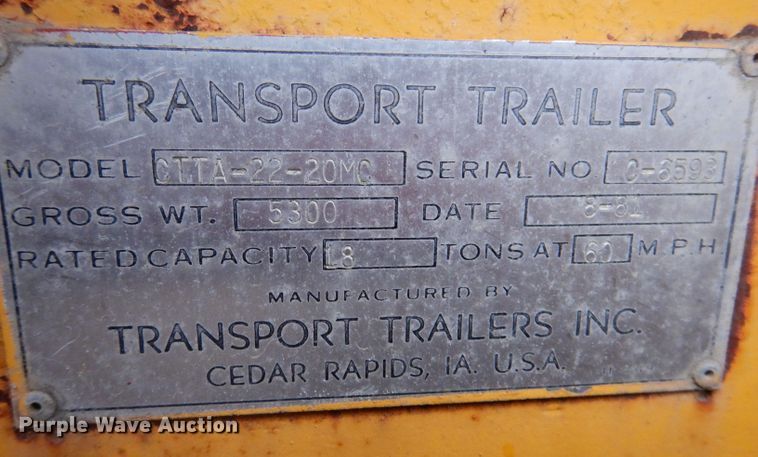 TRANSPORT TRAILER
MODEL CTTA-22-20MC SERIAL NO C-6593
GROSS WT. 5300 DATE 8-81
RATED CAPACITY 18 TONS AT 60 M.P.H
MANUFACTURED BY
TRANSPORT TRAILERS INC.
CEDAR RAPIDS, IA. U.S.A.
Purple Wave Auction